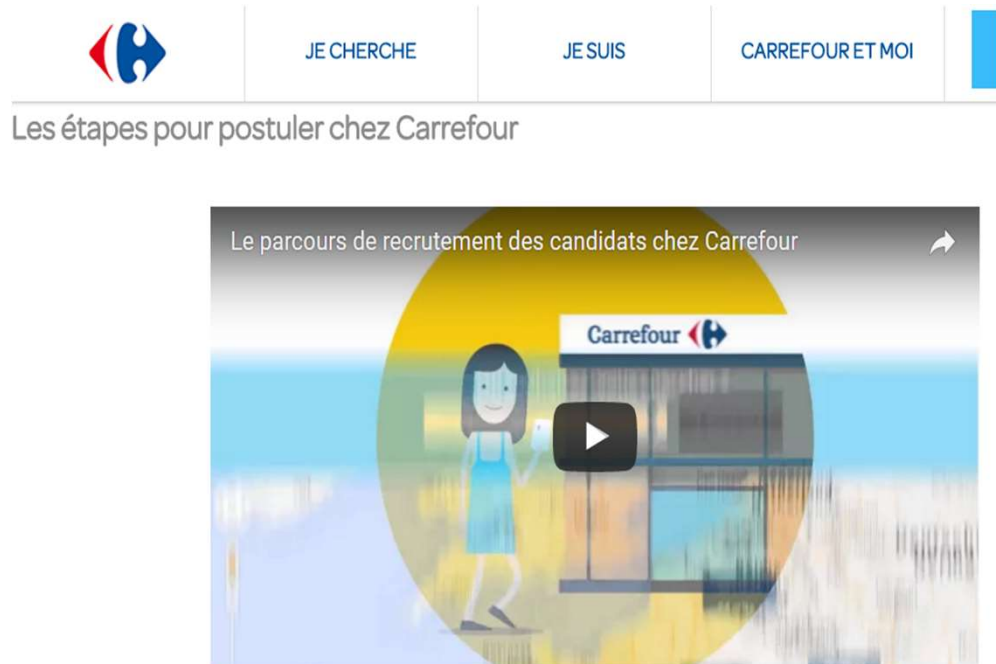 JE CHERCHE
JE SUIS
CARREFOUR ET MOI
Les étapes pour postuler chez Carrefour
Le parcours de recrutement des candidats chez Carrefour
Carrefour